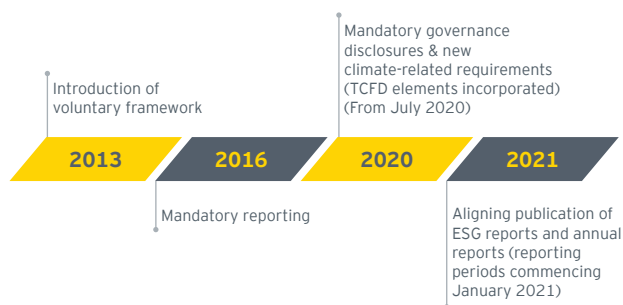 Mandatory governance
disclosures & new
climate-related requirements
(TCFD elements incorporated)
(From July 2020)
Introduction of
voluntary framework
2013
2016
2020
2021
Mandatory reporting
Aligning publication of
ESG reports and annual
reports (reporting
periods commencing
January 2021)